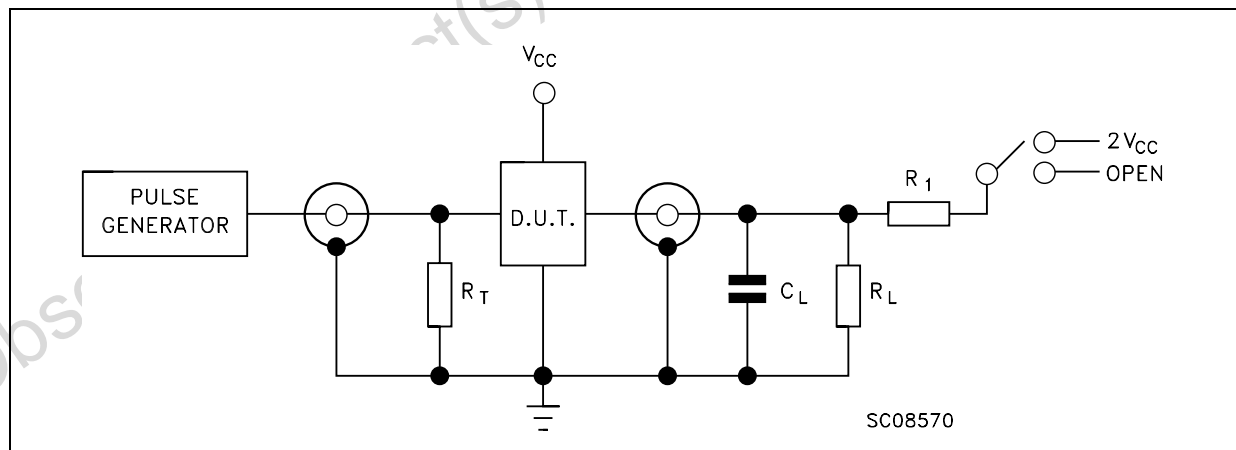 VCC
2VCC
OPEN
R1
PULSE
GENERATOR
D.U.T.
RT
CL
RL
SC08570